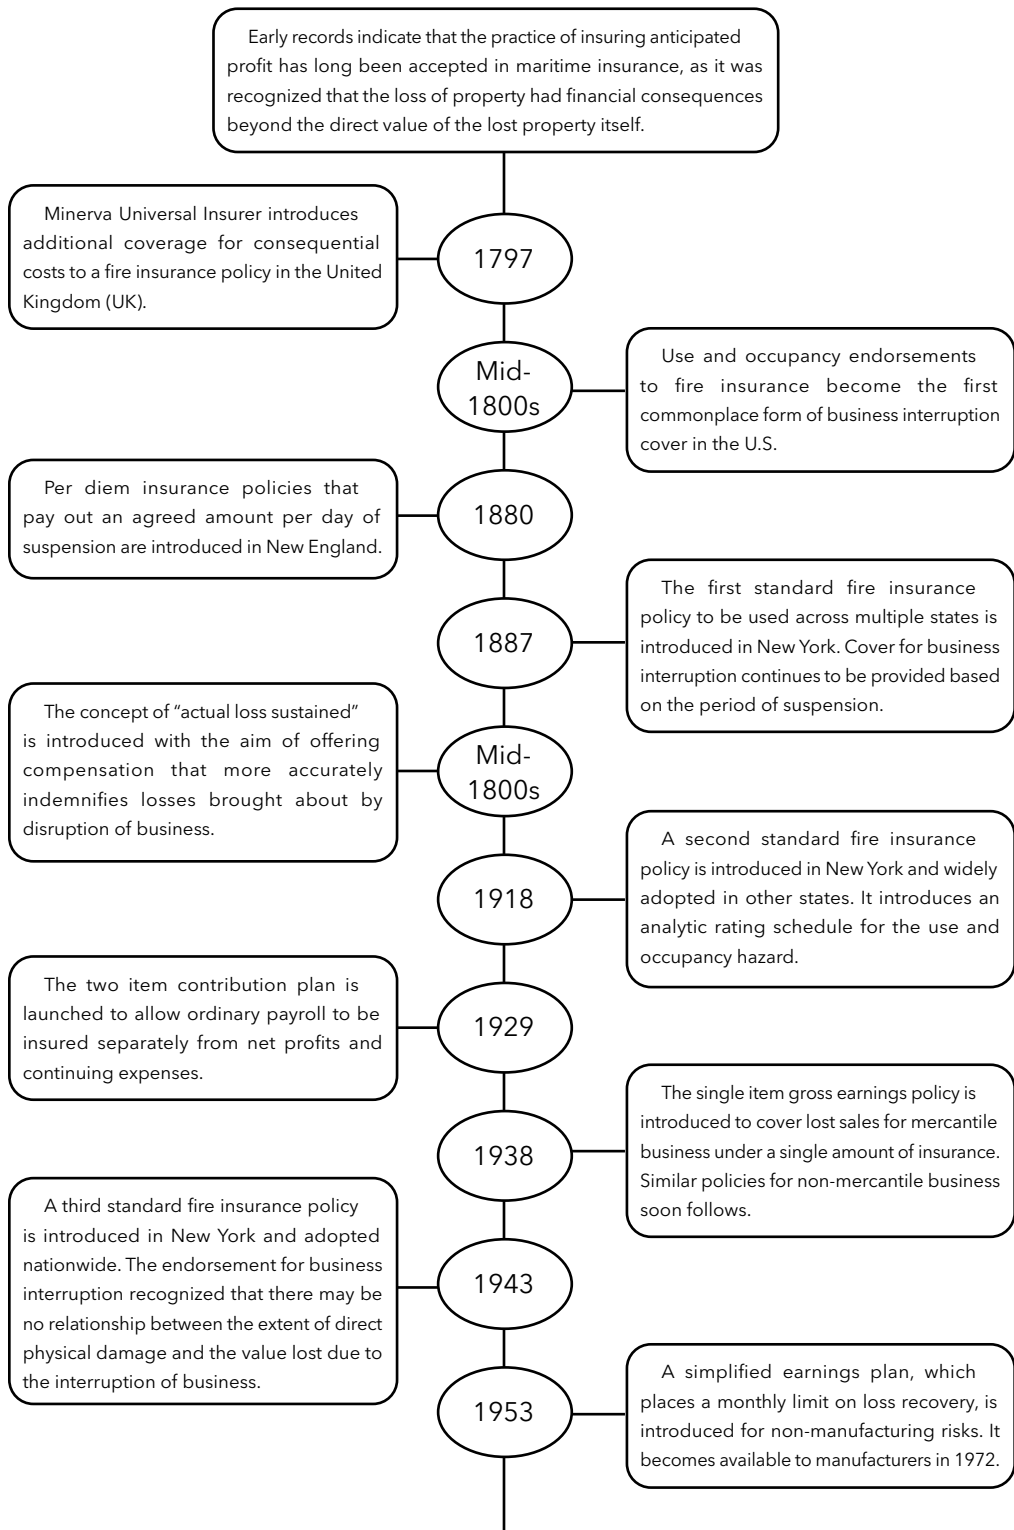 Early records indicate that the practice of insuring anticipated
profit has long been accepted in maritime insurance, as it was
recognized that the loss of property had financial consequences
beyond the direct value of the lost property itself.
Minerva Universal Insurer introduces
additional coverage for consequential
costs to a fire insurance policy in the United
Kingdom (UK).
1797
Mid-
1800s
Use and occupancy endorsements
to fire insurance become the first
commonplace form of business interruption
cover in the U.S.
Per diem insurance policies that
pay out an agreed amount per day of
suspension are introduced in New England.
1880
1887
The first standard fire insurance
policy to be used across multiple states is
introduced in New York. Cover for business
interruption continues to be provided based
on the period of suspension.
The concept of “actual loss sustained”
is introduced with the aim of offering
compensation that more accurately
indemnifies losses brought about by
disruption of business.
Mid-
1800s
1918
A second standard fire insurance
policy is introduced in New York and widely
adopted in other states. It introduces an
analytic rating schedule for the use and
occupancy hazard.
The two item contribution plan is
launched to allow ordinary payroll to be
insured separately from net profits and
continuing expenses.
1929
1938
The single item gross earnings policy is
introduced to cover lost sales for mercantile
business under a single amount of insurance.
Similar policies for non-mercantile business
soon follows.
A third standard fire insurance policy
is introduced in New York and adopted
nationwide. The endorsement for business
interruption recognized that there may be
no relationship between the extent of direct
physical damage and the value lost due to
the interruption of business.
1943
1953
A simplified earnings plan, which
places a monthly limit on loss recovery, is
introduced for non-manufacturing risks. It
becomes available to manufacturers in 1972.